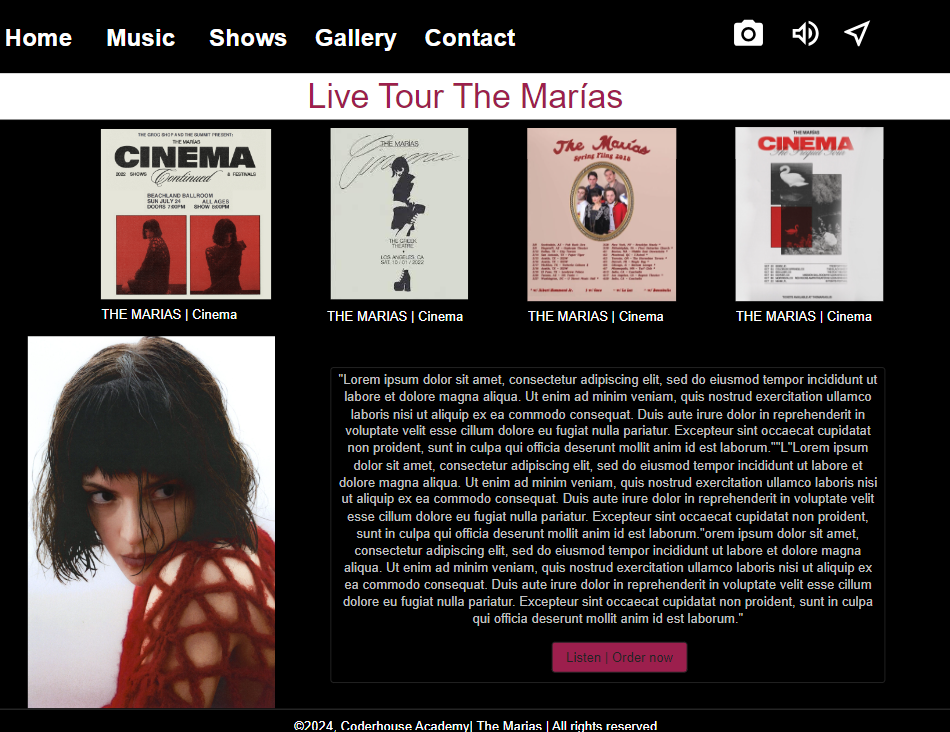 Home Music Shows Gallery Contact
Live Tour The Marías
THE GROG SHOP AND THE SUMMIT PRESENT:
THE MARÍAS
CINEMA
2022 SHOWS Continued & FESTIVALS
BEACHLAND BALLROOM
SUN JULY 24 ALL AGES
DOORS 7:00PM SHOW 8:00PM
THE MARÍAS
Cinema
THE GREEK
THEATRE
LOS ANGELES, CA
SAT 10 / 01 / 2022
The Marías
Spring Fling 2018
THE MARÍAS
CINEMA
THE MARIAS | Cinema
THE MARIAS | Cinema
THE MARIAS | Cinema
THE MARIAS | Cinema
"Lorem ipsum dolor sit amet, consectetur adipiscing elit, sed do eiusmod tempor incididunt ut
labore et dolore magna aliqua. Ut enim ad minim veniam, quis nostrud exercitation ullamco
laboris nisi ut aliquip ex ea commodo consequat. Duis aute irure dolor in reprehenderit in
voluptate velit esse cillum dolore eu fugiat nulla pariatur. Excepteur sint occaecat cupidatat
non proident, sunt in culpa qui officia deserunt mollit anim id est laborum.""L"Lorem ipsum
dolor sit amet, consectetur adipiscing elit, sed do eiusmod tempor incididunt ut labore et
dolore magna aliqua. Ut enim ad minim veniam, quis nostrud exercitation ullamco laboris nisi
ut aliquip ex ea commodo consequat. Duis aute irure dolor in reprehenderit in voluptate velit
esse cillum dolore eu fugiat nulla pariatur. Excepteur sint occaecat cupidatat non proident,
sunt in culpa qui officia deserunt mollit anim id est laborum."orem ipsum dolor sit amet,
consectetur adipiscing elit, sed do eiusmod tempor incididunt ut labore et dolore magna
aliqua. Ut enim ad minim veniam, quis nostrud exercitation ullamco laboris nisi ut aliquip ex
ea commodo consequat. Duis aute irure dolor in reprehenderit in voluptate velit esse cillum
dolore eu fugiat nulla pariatur. Excepteur sint occaecat cupidatat non proident, sunt in culpa
qui officia deserunt mollit anim id est laborum."
Listen | Order now
©2024, Coderhouse Academy| The Marias | All rights reserved